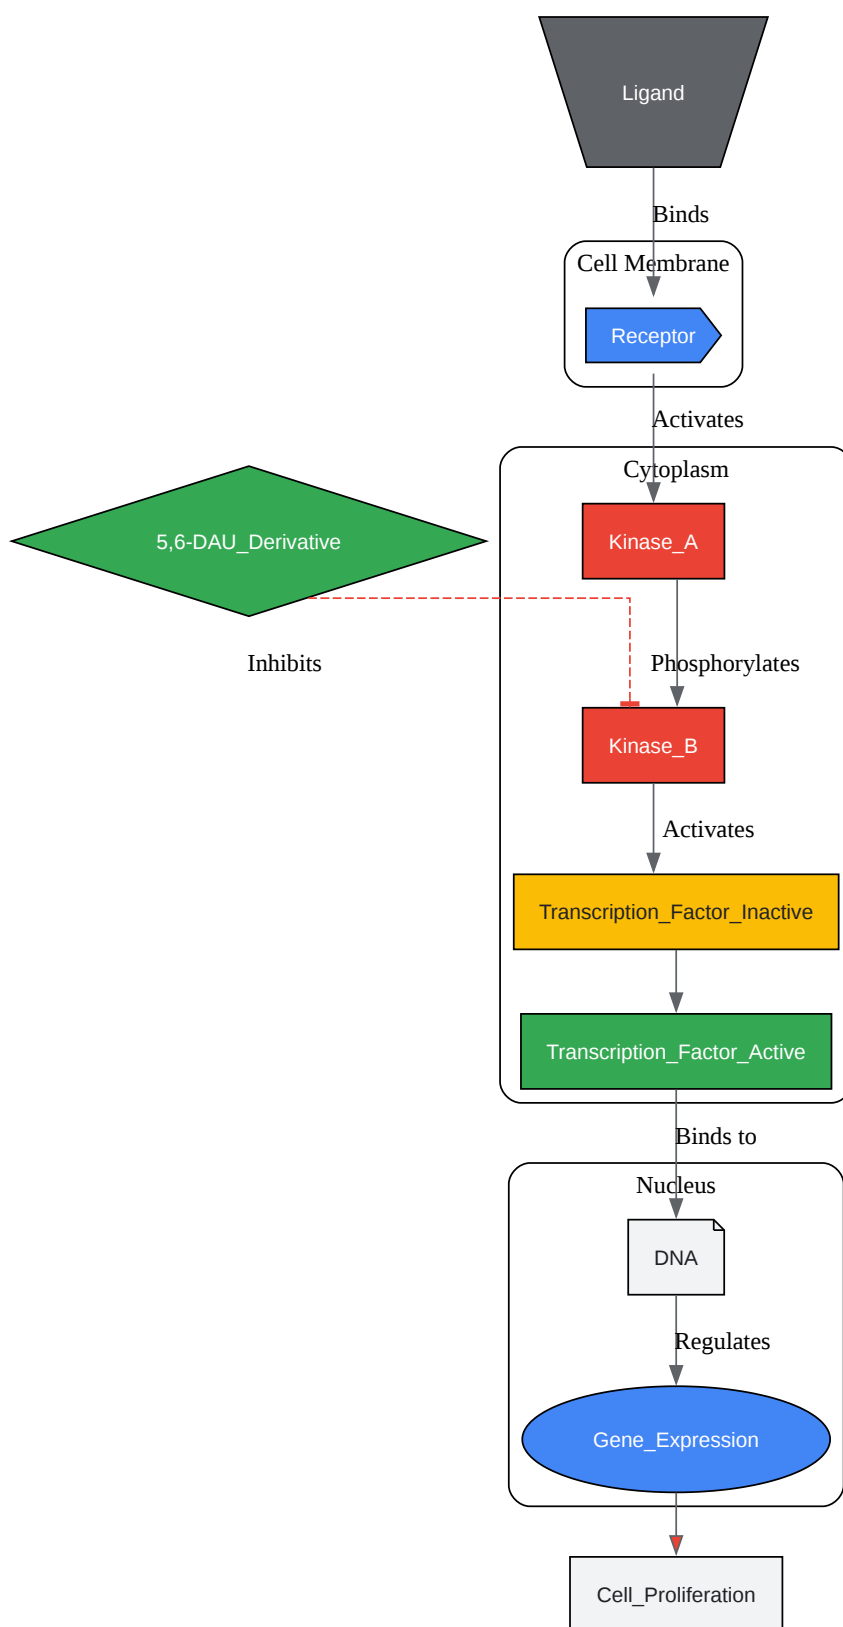 Ligand
Binds
Cell Membrane
Receptor
Activates
Cytoplasm
5,6-DAU_Derivative
Kinase_A
Inhibits
Phosphorylates
Kinase_B
Activates
Transcription_Factor_Inactive
Transcription_Factor_Active
Binds to
Nucleus
DNA
Regulates
Gene_Expression
Cell_Proliferation